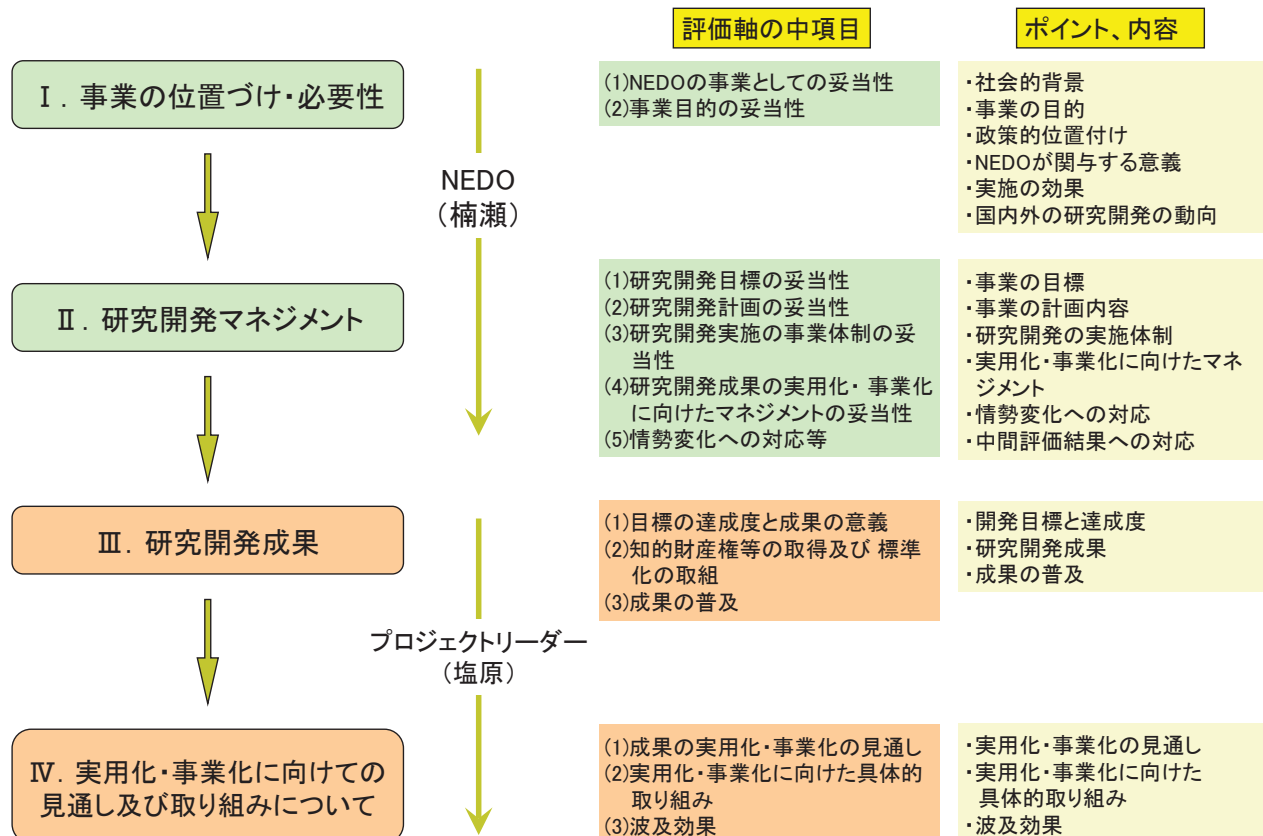 評価軸の中項目
ポイント、内容
Ⅰ．事業の位置づけ・必要性
(1)NEDOの事業としての妥当性
(2)事業目的の妥当性
・社会的背景
・事業の目的
・政策的位置付け
・NEDOが関与する意義
・実施の効果
・国内外の研究開発の動向
NEDO
（楠瀬）
Ⅱ．研究開発マネジメント
(1)研究開発目標の妥当性
(2)研究開発計画の妥当性
(3)研究開発実施の事業体制の妥
当性
(4)研究開発成果の実用化・ 事業化
に向けたマネジメントの妥当性
(5)情勢変化への対応等
・事業の目標
・事業の計画内容
・研究開発の実施体制
・実用化・事業化に向けたマネ
ジメント
・情勢変化への対応
・中間評価結果への対応
Ⅲ．研究開発成果
(1)目標の達成度と成果の意義
(2)知的財産権等の取得及び 標準
化の取組
(3)成果の普及
・開発目標と達成度
・研究開発成果
・成果の普及
プロジェクトリーダー
（塩原）
Ⅳ．実用化・事業化に向けての
見通し及び取り組みについて
(1)成果の実用化・事業化の見通し
(2)実用化・事業化に向けた具体的
取り組み
(3)波及効果
・実用化・事業化の見通し
・実用化・事業化に向けた
具体的取り組み
・波及効果